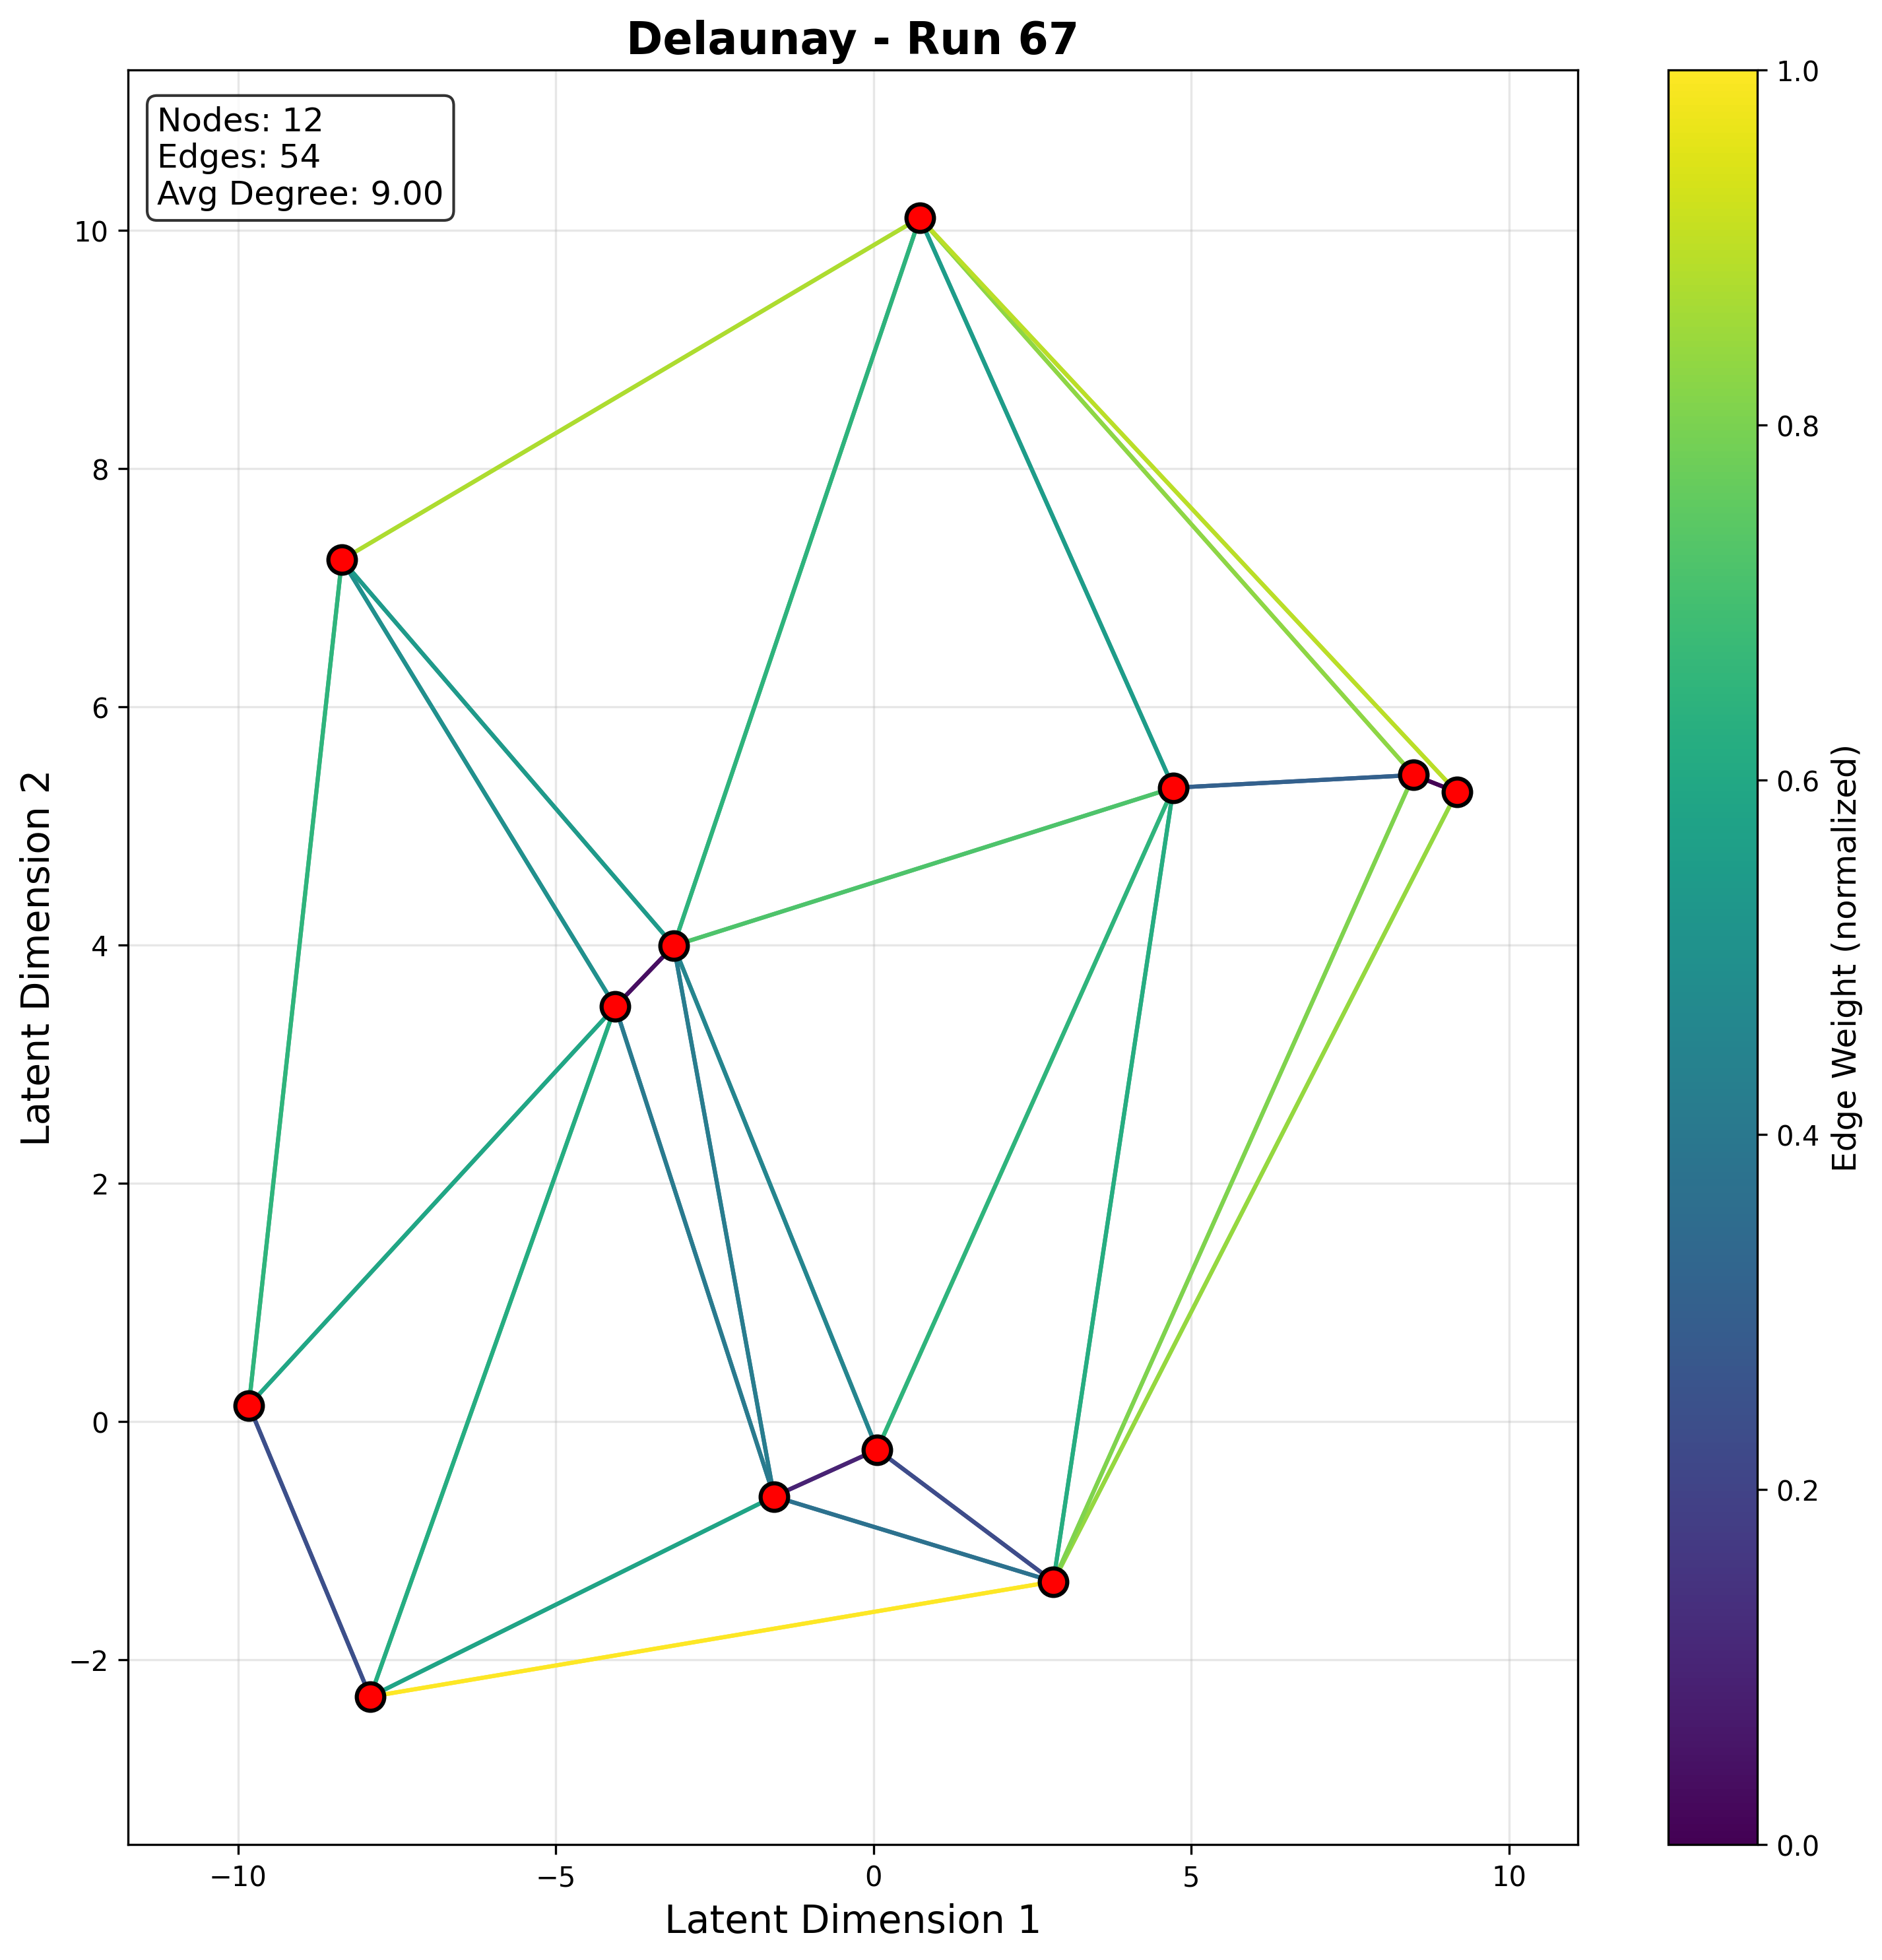 Delaunay - Run 67
Nodes: 12
Edges: 54
Avg Degree: 9.00
10
8
6
4
2
0
−2
Latent Dimension 2
−10
−5
0
5
10
Latent Dimension 1
1.0
0.8
0.6
0.4
0.2
0.0
Edge Weight (normalized)